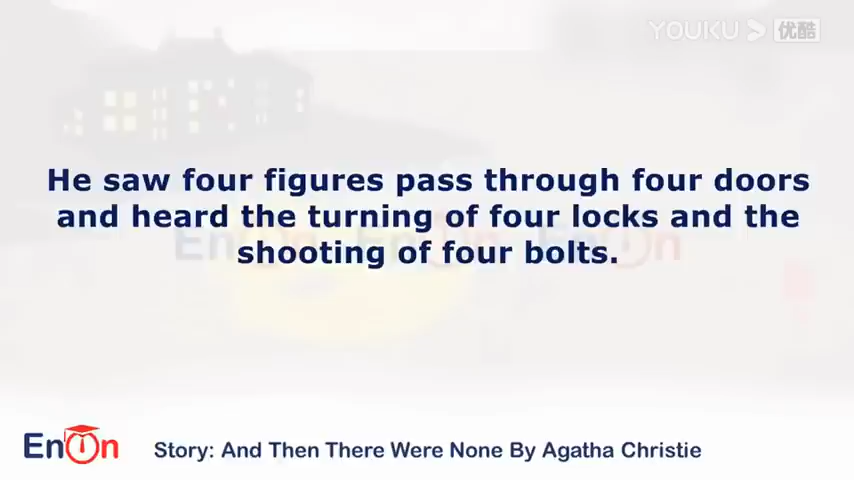 YOUKU 优酷
He saw four figures pass through four doors
and heard the turning of four locks and the
shooting of four bolts.
EnOn
Story: And Then There Were None By Agatha Christie